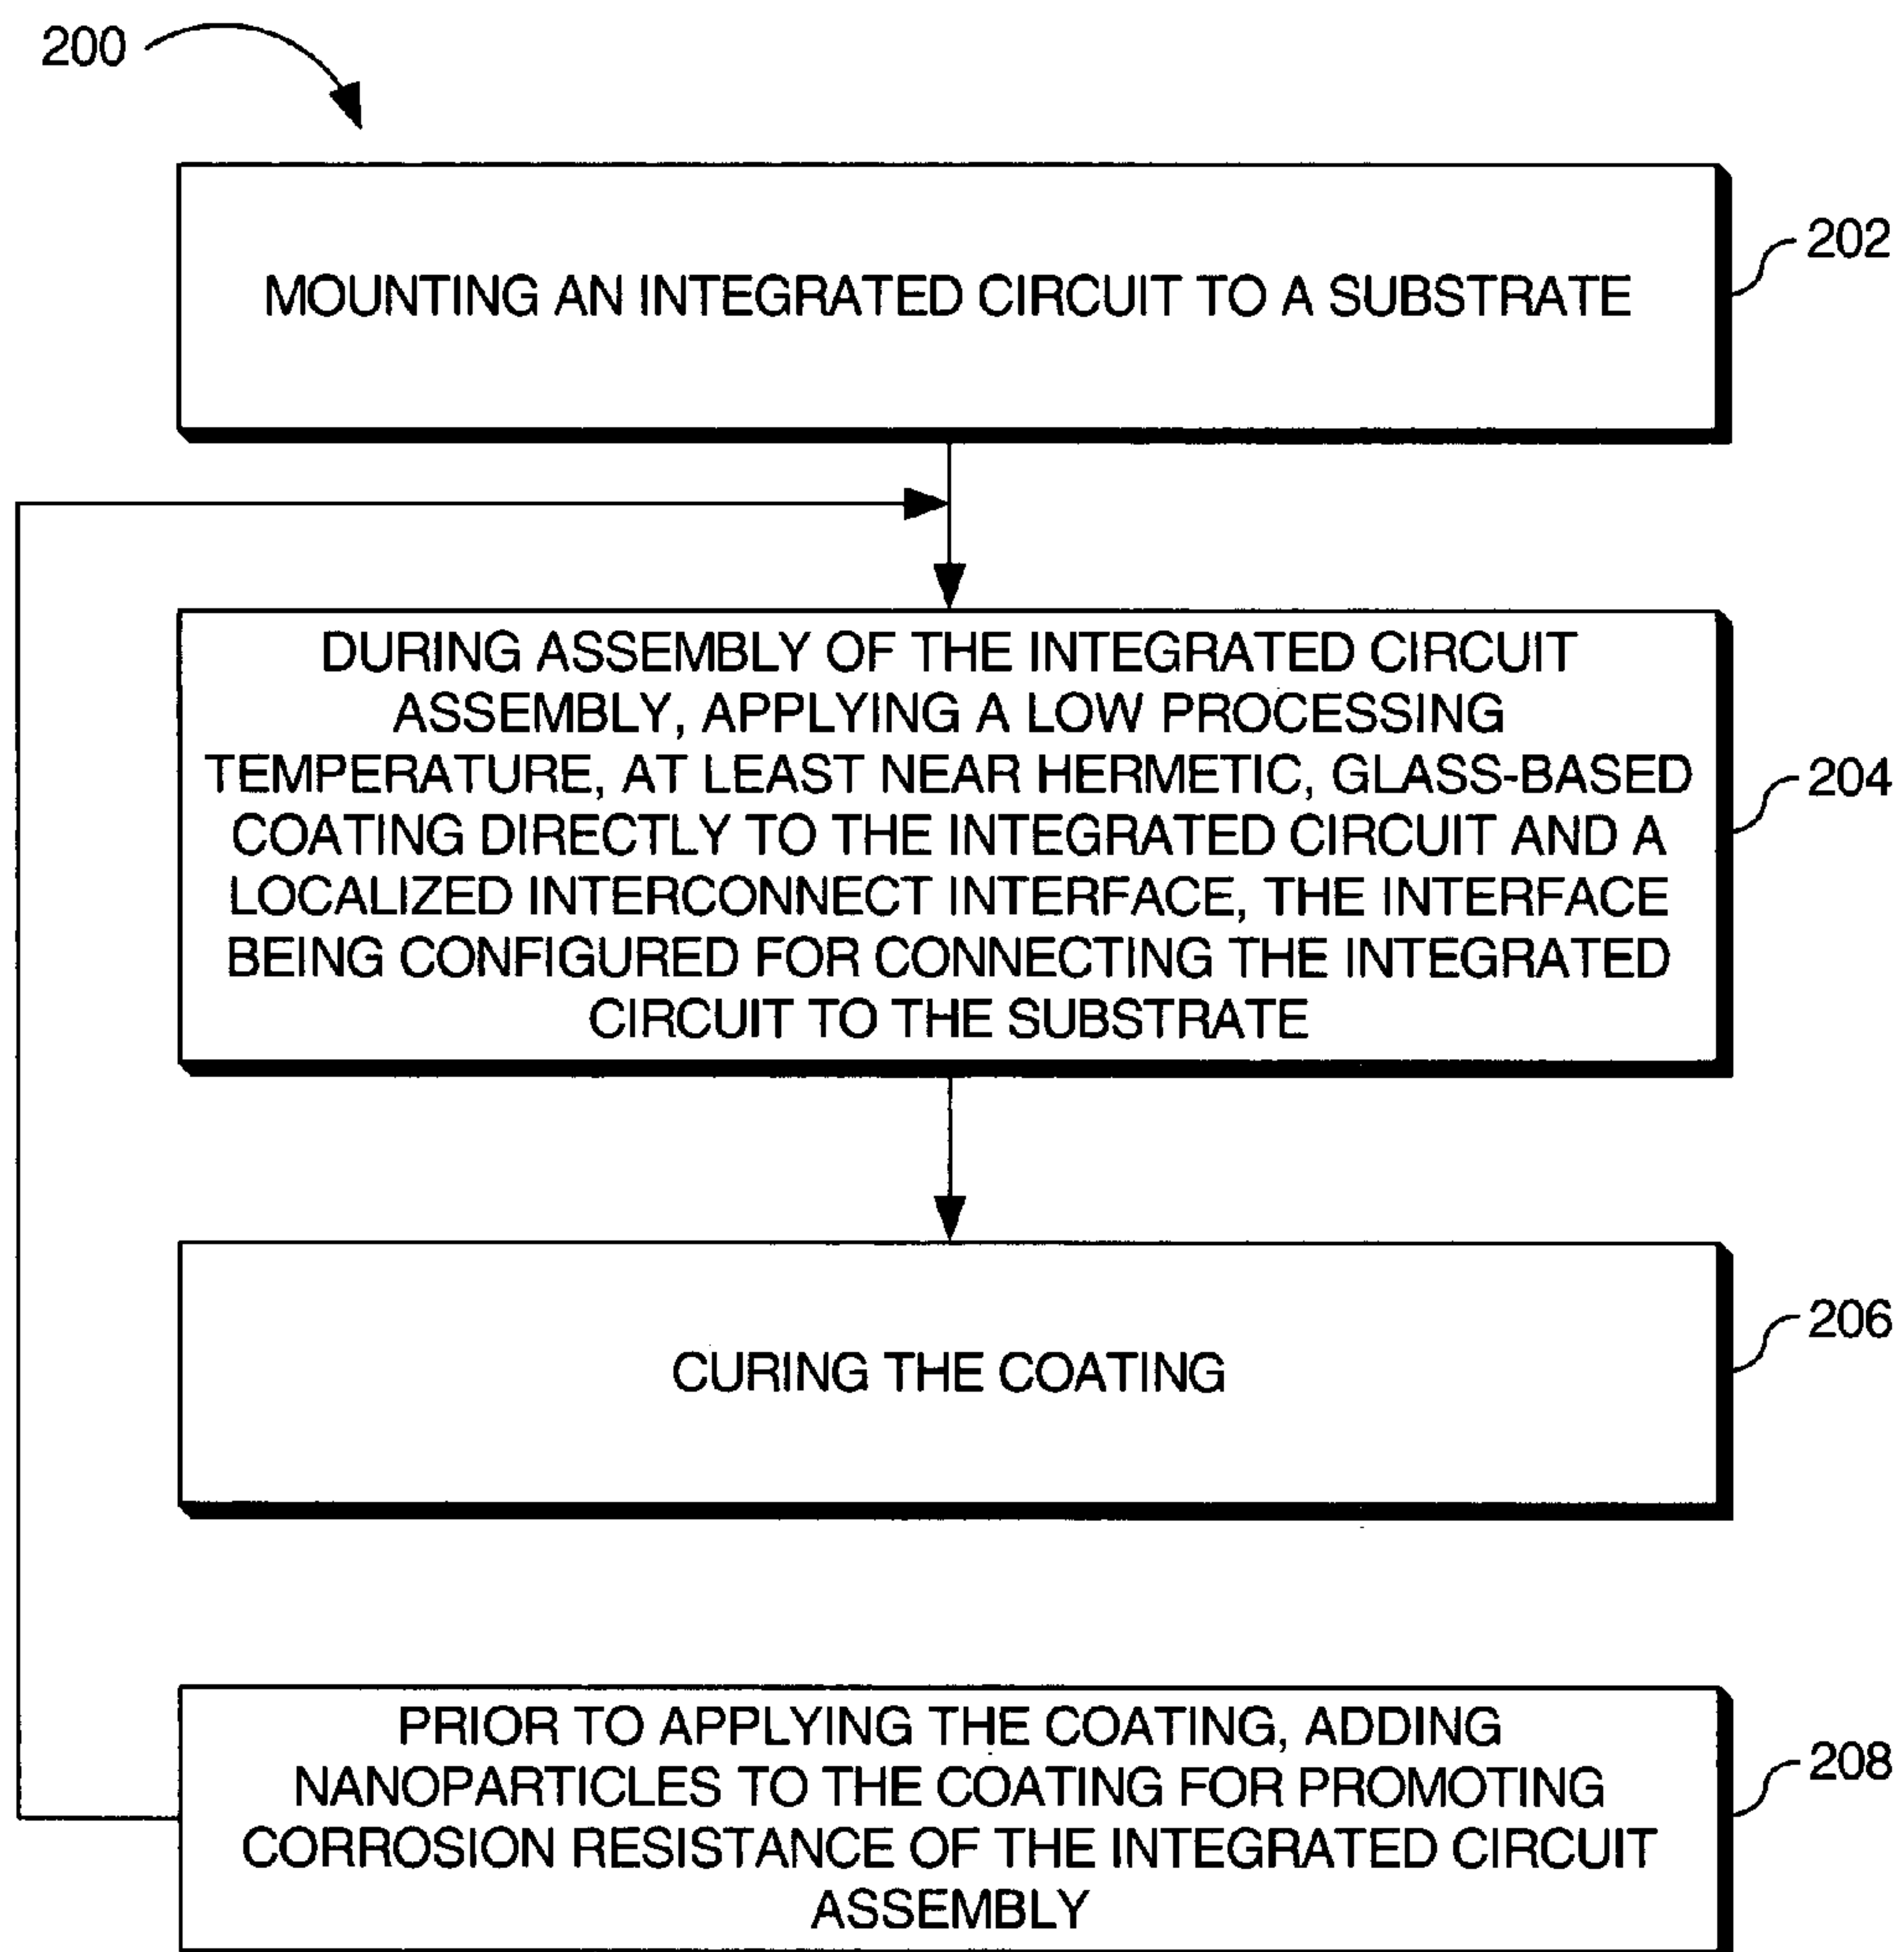 200
MOUNTING AN INTEGRATED CIRCUIT TO A SUBSTRATE
202
DURING ASSEMBLY OF THE INTEGRATED CIRCUIT
ASSEMBLY, APPLYING A LOW PROCESSING
TEMPERATURE, AT LEAST NEAR HERMETIC, GLASS-BASED
COATING DIRECTLY TO THE INTEGRATED CIRCUIT AND A
LOCALIZED INTERCONNECT INTERFACE, THE INTERFACE
BEING CONFIGURED FOR CONNECTING THE INTEGRATED
CIRCUIT TO THE SUBSTRATE
204
CURING THE COATING
206
PRIOR TO APPLYING THE COATING, ADDING
NANOPARTICLES TO THE COATING FOR PROMOTING
CORROSION RESISTANCE OF THE INTEGRATED CIRCUIT
ASSEMBLY
208